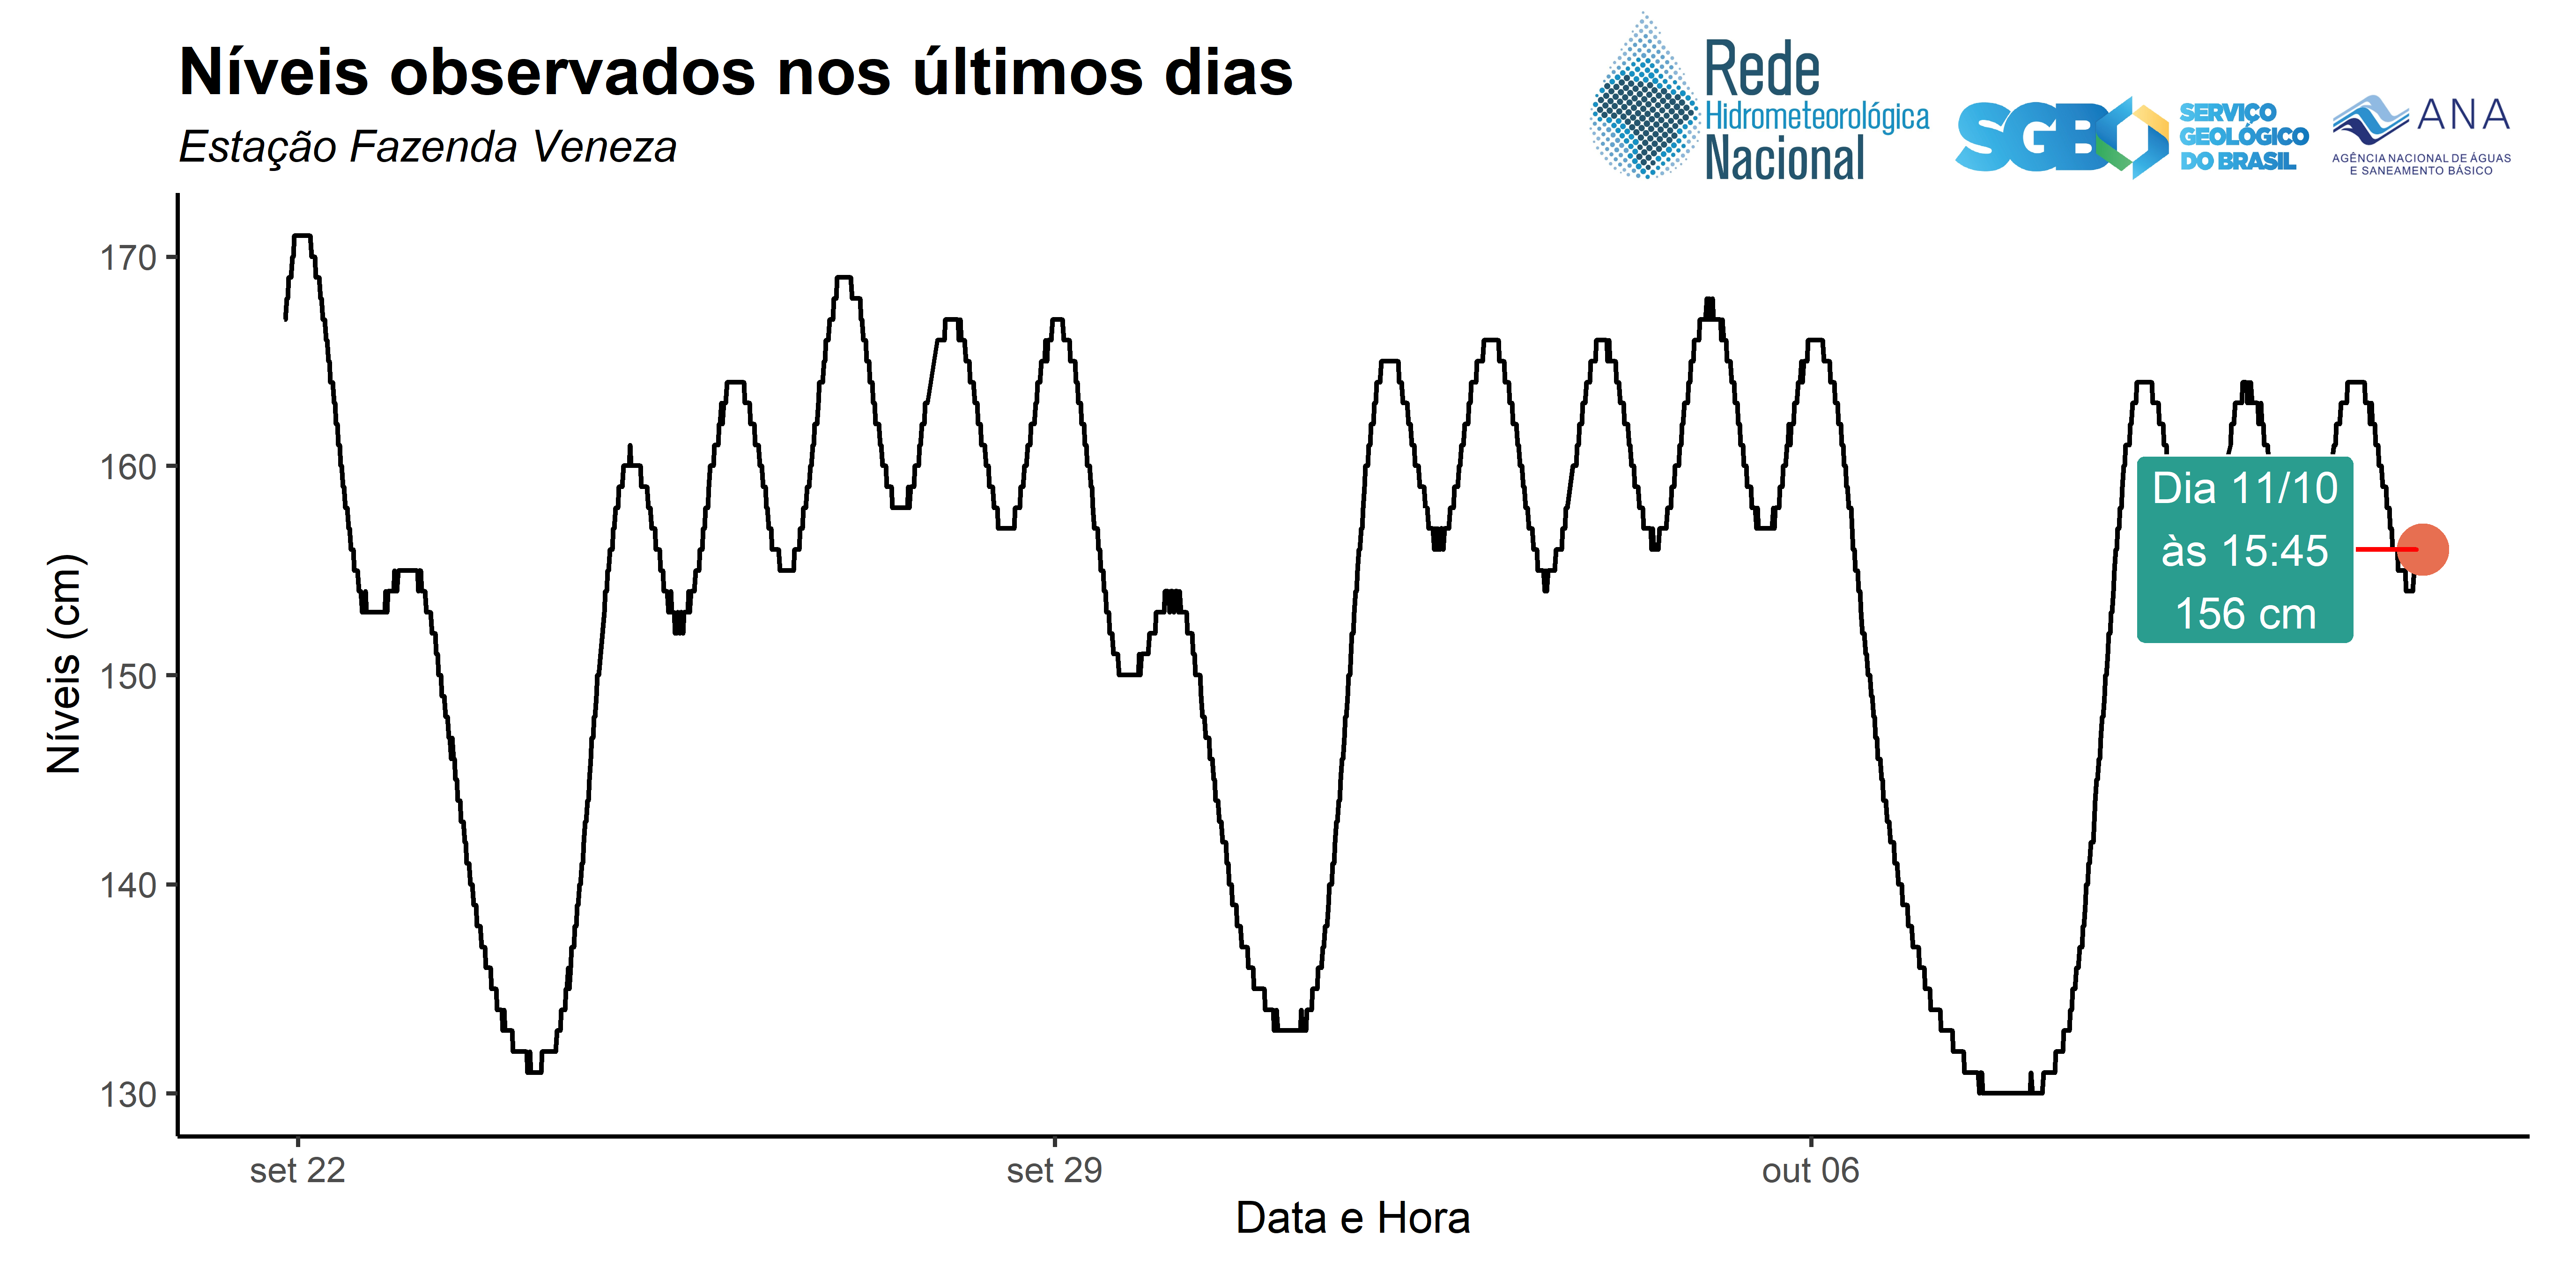 Níveis observados nos últimos dias
Estação Fazenda Veneza
Rede
Hidrometeorológica
Nacional
SGB
SERVIÇO
GEOLÓGICO
DO BRASIL
ANA
AGÊNCIA NACIONAL DE ÁGUAS
E SANEAMENTO BÁSICO
Níveis (cm)
170
160
150
140
130
Dia 11/10
às 15:45
156 cm
set 22
set 29
out 06
Data e Hora